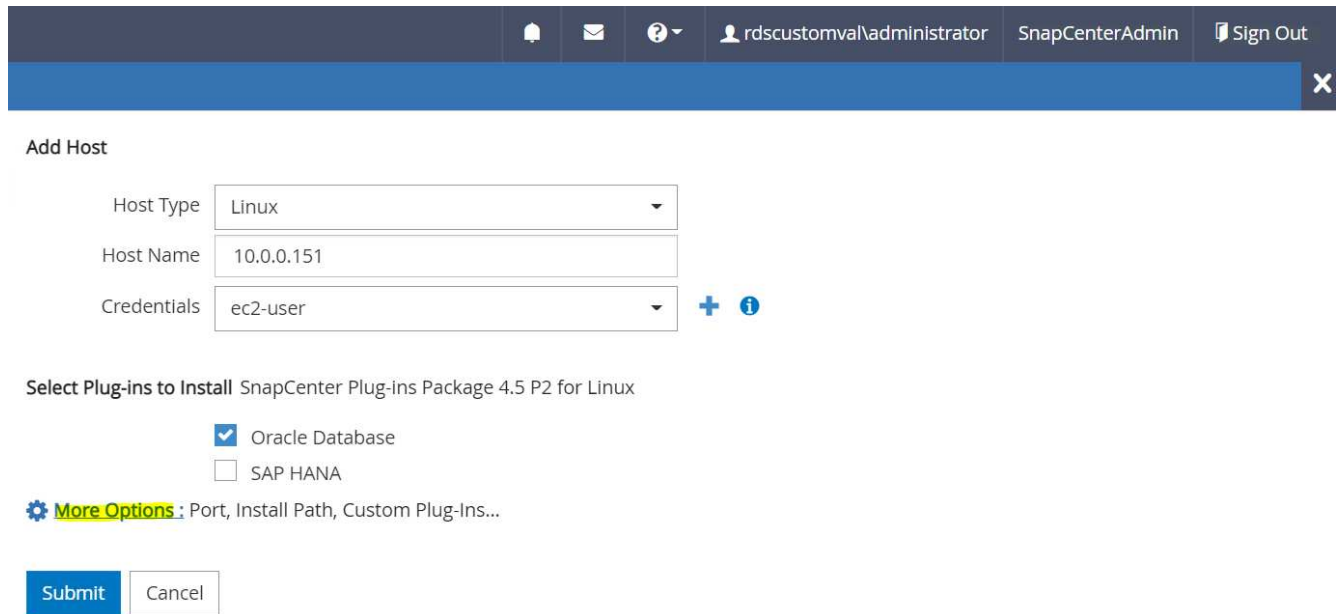 rdscustomval\administrator SnapCenterAdmin Sign Out
Add Host
Host Type Linux
Host Name 10.0.0.151
Credentials ec2-user
Select Plug-ins to Install SnapCenter Plug-ins Package 4.5 P2 for Linux
Oracle Database
SAP HANA
More Options : Port, Install Path, Custom Plug-Ins...
Submit Cancel